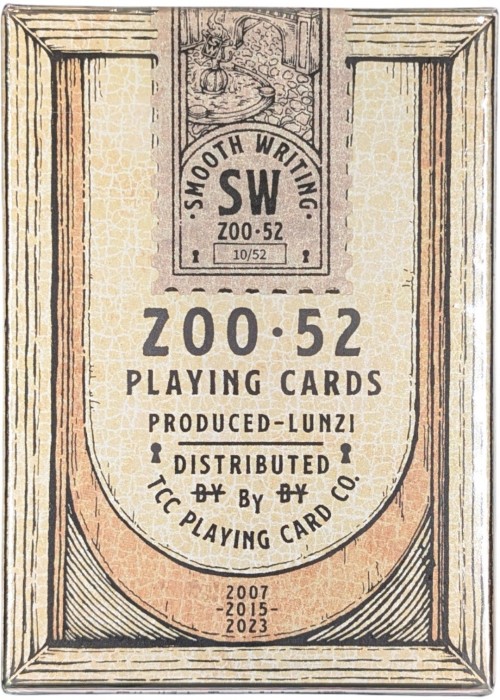 ·SMOOTH WRITING·
SW
ZOO·52
10/52
ZOO·52
PLAYING CARDS
PRODUCED-LUNZI
DISTRIBUTED
BY By BY
TCC PLAYING CARD CO.
2007
-2015-
2023